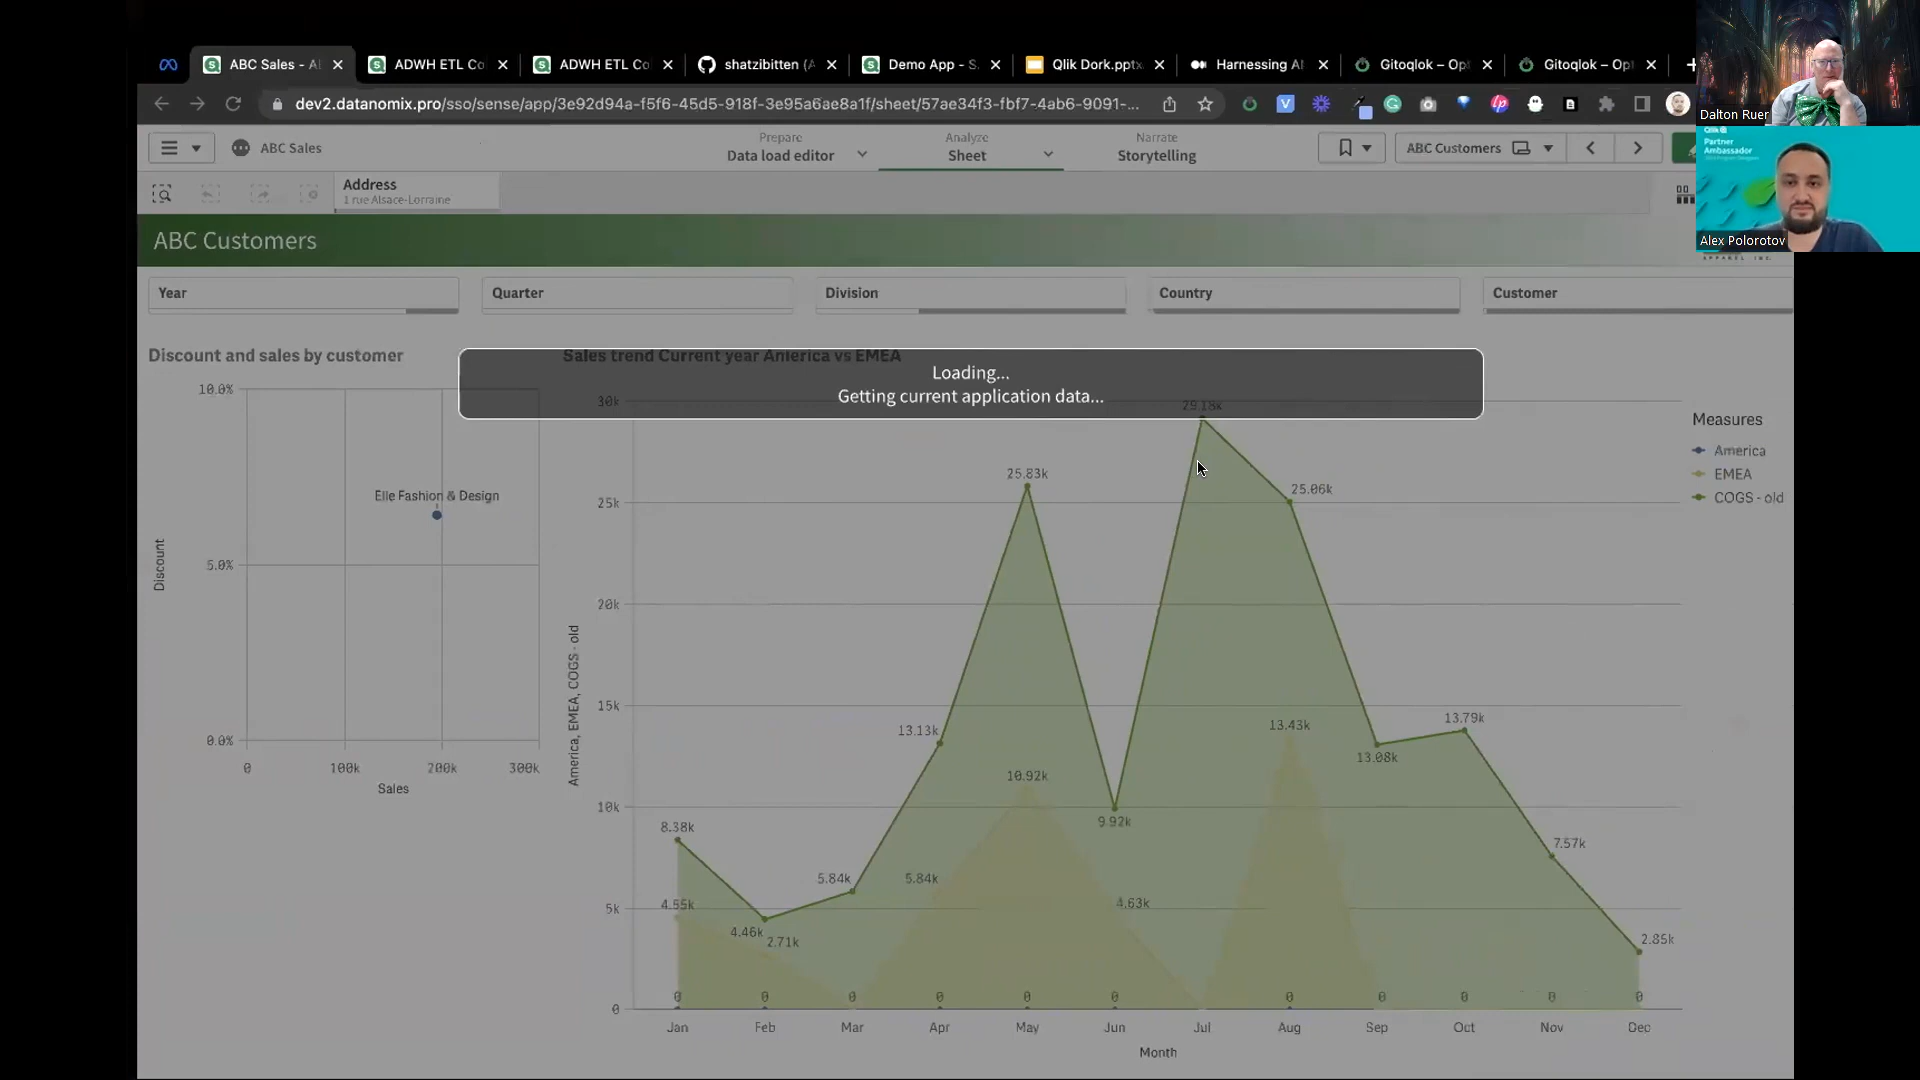 ABC Sales - A
ADWH ETL Co
ADWH ETL Co
shatzibitten (A
Demo App - S
Qlik Dork.pptx
Harnessing A
Gitoqlok – Op
Gitoqlok – Op
Dalton Ruer
dev2.datanomix.pro/sso/sense/app/3e92d94a-f5f6-45d5-918f-3e95a6ae8a1f/sheet/57ae34f3-fbf7-4ab6-9091-...
Qlik
Partner
Ambassador
Alex Polorotov
ABC Sales
Prepare
Data load editor
Analyze
Sheet
Narrate
Storytelling
ABC Customers
Address
1 rue Alsace-Lorraine
ABC Customers
APPAREL INC.
Year
Quarter
Division
Country
Customer
Discount and sales by customer
Sales trend Current year America vs EMEA
Loading...
Getting current application data...
10.0%
5.0%
0.0%
Discount
Elle Fashion & Design
0
100k
200k
300k
Sales
30k
25k
20k
15k
10k
5k
0
America, EMEA, COGS - old
29.18k
25.83k
25.06k
13.13k
13.43k
13.79k
13.08k
10.92k
9.92k
8.38k
7.57k
5.84k
5.84k
4.55k
4.63k
4.46k
2.71k
2.85k
0
0
0
0
0
0
0
0
0
0
0
Jan
Feb
Mar
Apr
May
Jun
Jul
Aug
Sep
Oct
Nov
Dec
Month
Measures
America
EMEA
COGS - old